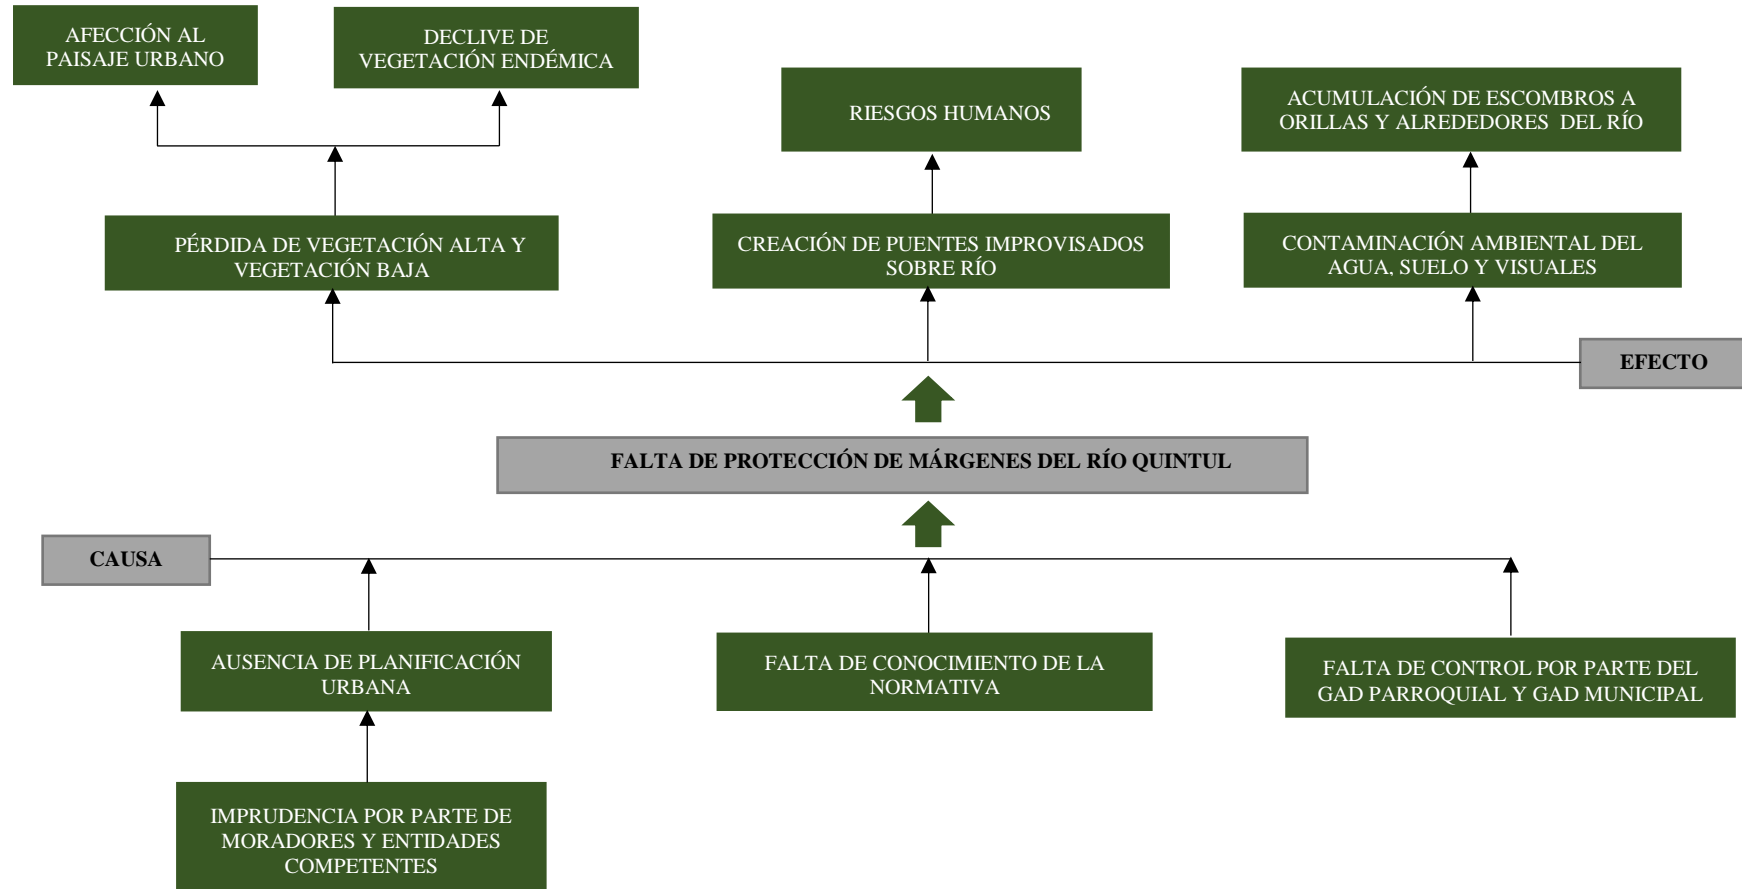 AFECCIÓN AL
PAISAJE URBANO
DECLIVE DE
VEGETACIÓN ENDÉMICA
RIESGOS HUMANOS
ACUMULACIÓN DE ESCOMBROS A
ORILLAS Y ALREDEDORES DEL RÍO
PÉRDIDA DE VEGETACIÓN ALTA Y
VEGETACIÓN BAJA
CREACIÓN DE PUENTES IMPROVISADOS
SOBRE RÍO
CONTAMINACIÓN AMBIENTAL DEL
AGUA, SUELO Y VISUALES
EFECTO
FALTA DE PROTECCIÓN DE MÁRGENES DEL RÍO QUINTUL
CAUSA
AUSENCIA DE PLANIFICACIÓN
URBANA
FALTA DE CONOCIMIENTO DE LA
NORMATIVA
FALTA DE CONTROL POR PARTE DEL
GAD PARROQUIAL Y GAD MUNICIPAL
IMPRUDENCIA POR PARTE DE
MORADORES Y ENTIDADES
COMPETENTES